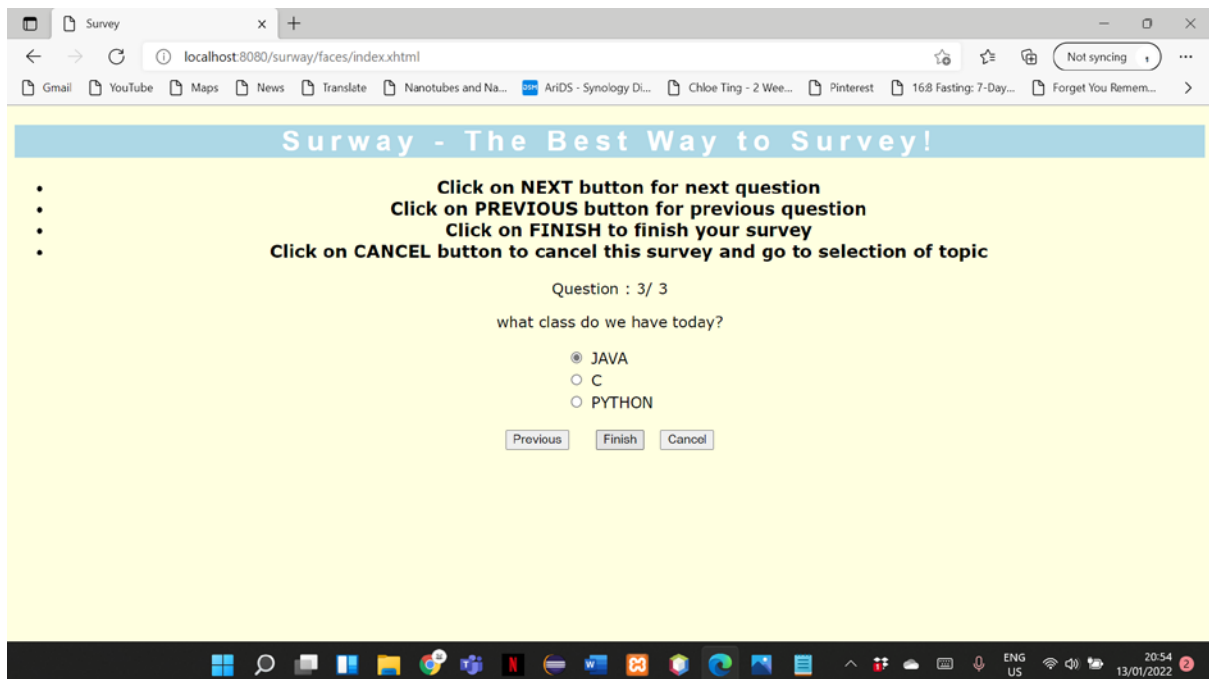 Survey
localhost:8080/surway/faces/index.xhtml
Not syncing
Gmail YouTube Maps News Translate Nanotubes and Na... AriDS - Synology Di... Chloe Ting - 2 Wee... Pinterest 16:8 Fasting: 7-Day... Forget You Remem...
Surway - The Best Way to Survey!
• Click on NEXT button for next question
• Click on PREVIOUS button for previous question
• Click on FINISH to finish your survey
• Click on CANCEL button to cancel this survey and go to selection of topic
Question : 3/ 3
what class do we have today?
JAVA
C
PYTHON
Previous Finish Cancel
ENG 20:54
US 13/01/2022 2